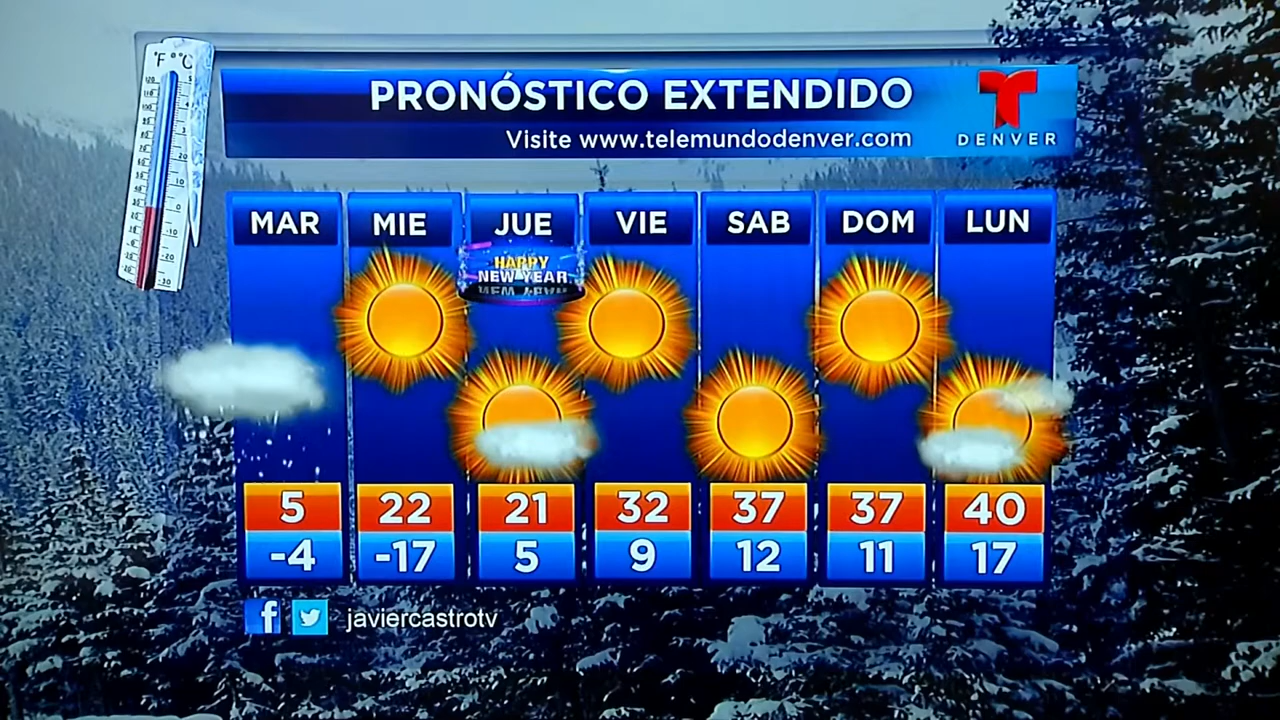 °F °C
PRONÓSTICO EXTENDIDO
Visite www.telemundodenver.com
T
DENVER
MAR MIE JUE VIE SAB DOM LUN
HAPPY
NEW YEAR
5 22 21 32 37 37 40
-4 -17 5 9 12 11 17
f javiercastrotv